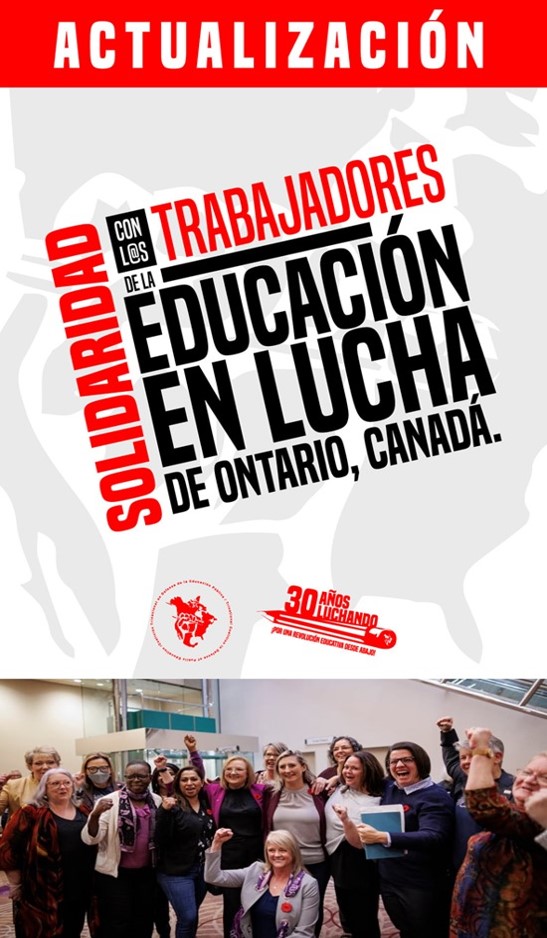 ACTUALIZACIÓN
SOLIDARIDAD
CON
L@S
TRABAJADORES
DE LA
EDUCACIÓN
EN LUCHA
DE ONTARIO, CANADÁ.
30 AÑOS
LUCHANDO
¡POR UNA REVOLUCIÓN EDUCATIVA DESDE ABAJO!